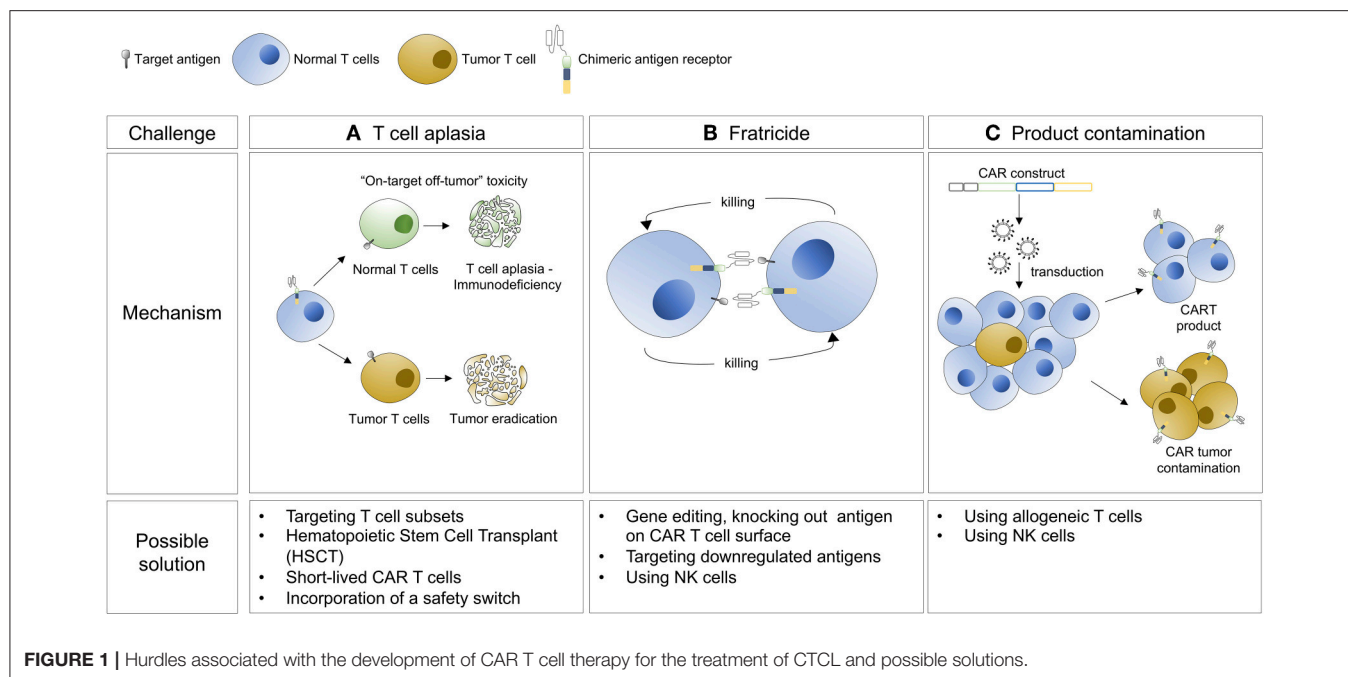 Target antigen
Normal T cells
Tumor T cell
Chimeric antigen receptor
Challenge
A T cell aplasia
B Fratricide
C Product contamination
Mechanism
“On-target off-tumor” toxicity
Normal T cells
T cell aplasia -
Immunodeficiency
Tumor T cells
Tumor eradication
killing
killing
CAR construct
transduction
CART
product
CAR tumor
contamination
Possible
solution
• Targeting T cell subsets
• Hematopoietic Stem Cell Transplant
(HSCT)
• Short-lived CAR T cells
• Incorporation of a safety switch
• Gene editing, knocking out antigen
on CAR T cell surface
• Targeting downregulated antigens
• Using NK cells
• Using allogeneic T cells
• Using NK cells
FIGURE 1 | Hurdles associated with the development of CAR T cell therapy for the treatment of CTCL and possible solutions.